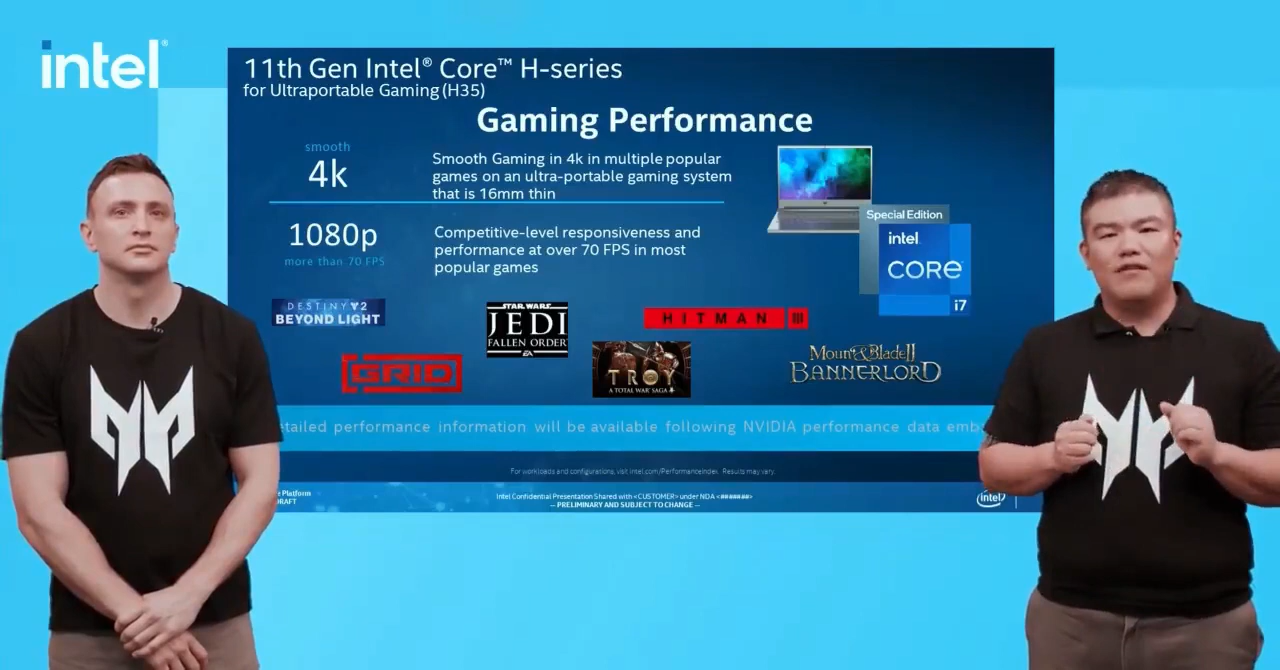 intel
11th Gen Intel® Core™ H-series
for Ultraportable Gaming (H35)
Gaming Performance
smooth
4k
Smooth Gaming in 4k in multiple popular
games on an ultra-portable gaming system
that is 16mm thin
1080p
more than 70 FPS
Competitive-level responsiveness and
performance at over 70 FPS in most
popular games
Special Edition
intel
CORE
i7
DESTINY 2
BEYOND LIGHT
STAR WARS
JEDI
FALLEN ORDER
EA
HITMAN III
GRID
TROY
A TOTAL WAR SAGA
Mount & Blade II
BANNERLORD
etailed performance information will be available following NVIDIA performance data emb
For workloads and configurations, visit intel.com/PerformanceIndex. Results may vary.
e Platform
RAFT
Intel Confidential Presentation Shared with <CUSTOMER> under NDA <#######>
-- PRELIMINARY AND SUBJECT TO CHANGE --
intel